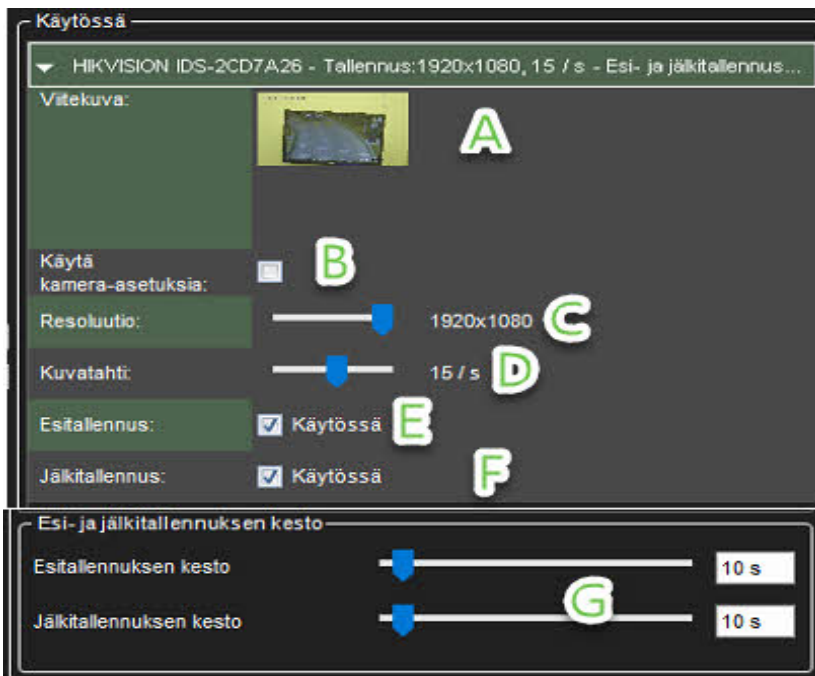 Käytössä
HIKVISION IDS-2CD7A26 - Tallennus:1920x1080, 15 / s - Esi- ja jälkitallennus...
Viitekuva:
A
Käytä
kamera-asetuksia:
B
Resoluutio: 1920x1080 C
Kuvatahti: 15 / s D
Esitallennus: Käytössä E
Jälkitallennus: Käytössä F
Esi- ja jälkitallennuksen kesto
Esitallennuksen kesto 10 s
G
Jälkitallennuksen kesto 10 s